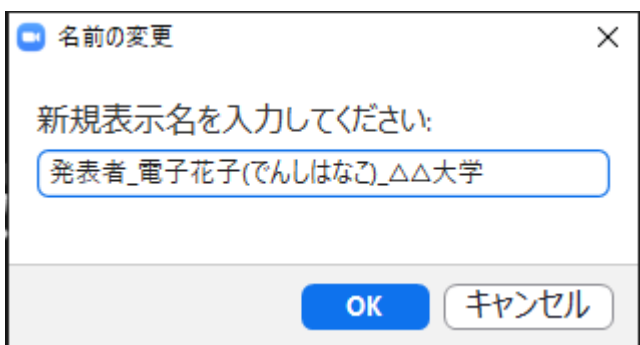 名前の変更
新規表示名を入力してください:
発表者_電子花子(でんしはなこ)_△△大学
OK
キャンセル